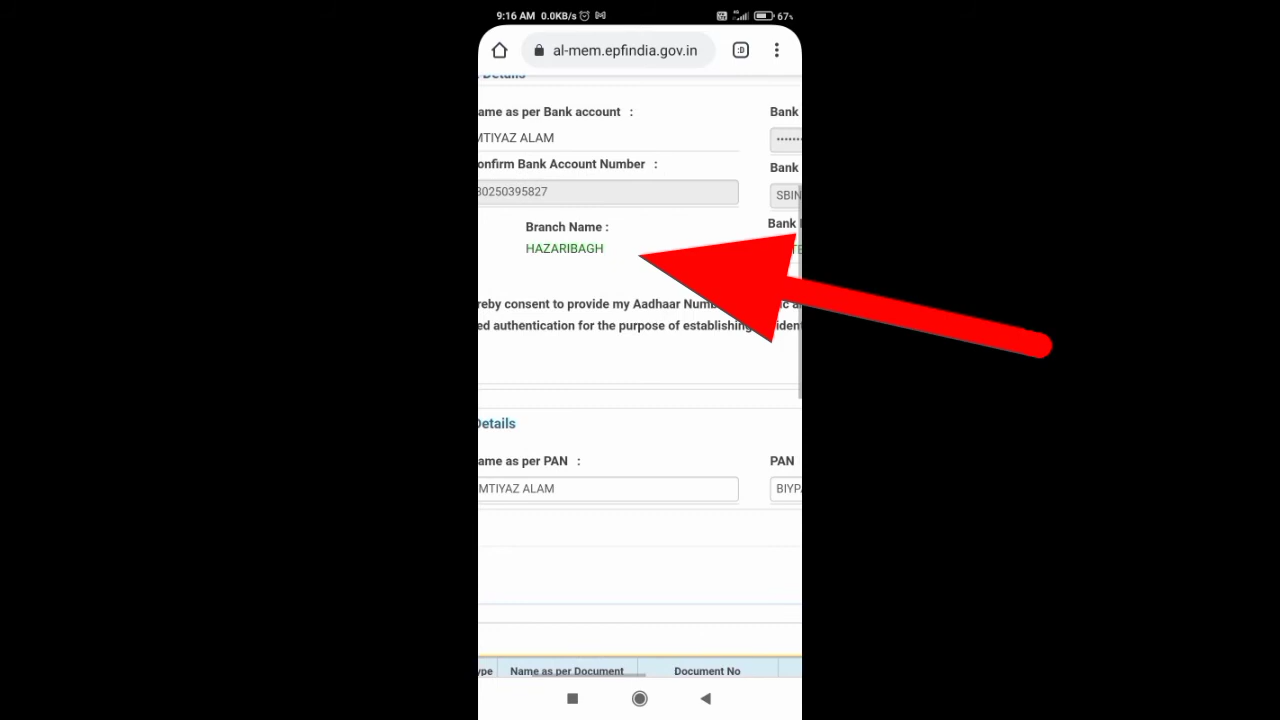 9:16 AM 0.0KB/s 67%
al-mem.epfindia.gov.in
Details
ame as per Bank account : Bank
MTIYAZ ALAM
onfirm Bank Account Number : Bank
30250395827 SBIN
Branch Name : Bank
HAZARIBAGH
reby consent to provide my Aadhaar
ed authentication for the purpose of establishing
Details
ame as per PAN : PAN
MTIYAZ ALAM BIYPA
ype Name as per Document Document No